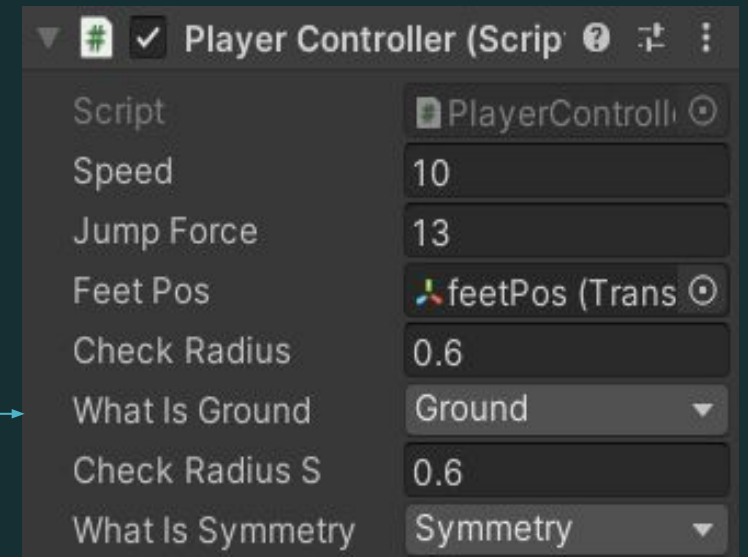 Player Controller (Scrip
Script PlayerControll
Speed 10
Jump Force 13
Feet Pos feetPos (Trans
Check Radius 0.6
What Is Ground Ground
Check Radius S 0.6
What Is Symmetry Symmetry